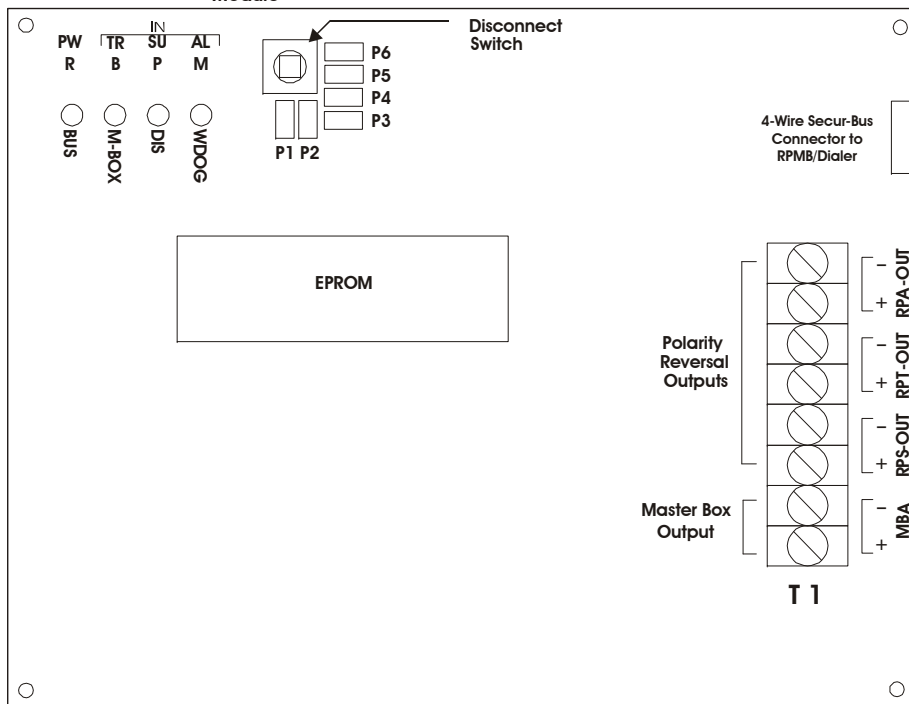 Module
IN
PW TR SU AL
R B P M
BUS
M-BOX
DIS
WDOG
Disconnect
Switch
P6
P5
P4
P3
P1 P2
4-Wire Secur-Bus
Connector to
RPMB/Dialer
EPROM
Polarity
Reversal
Outputs
Master Box
Output
− + RPA-OUT
− + RPT-OUT
− + RPS-OUT
− + MBA
T 1